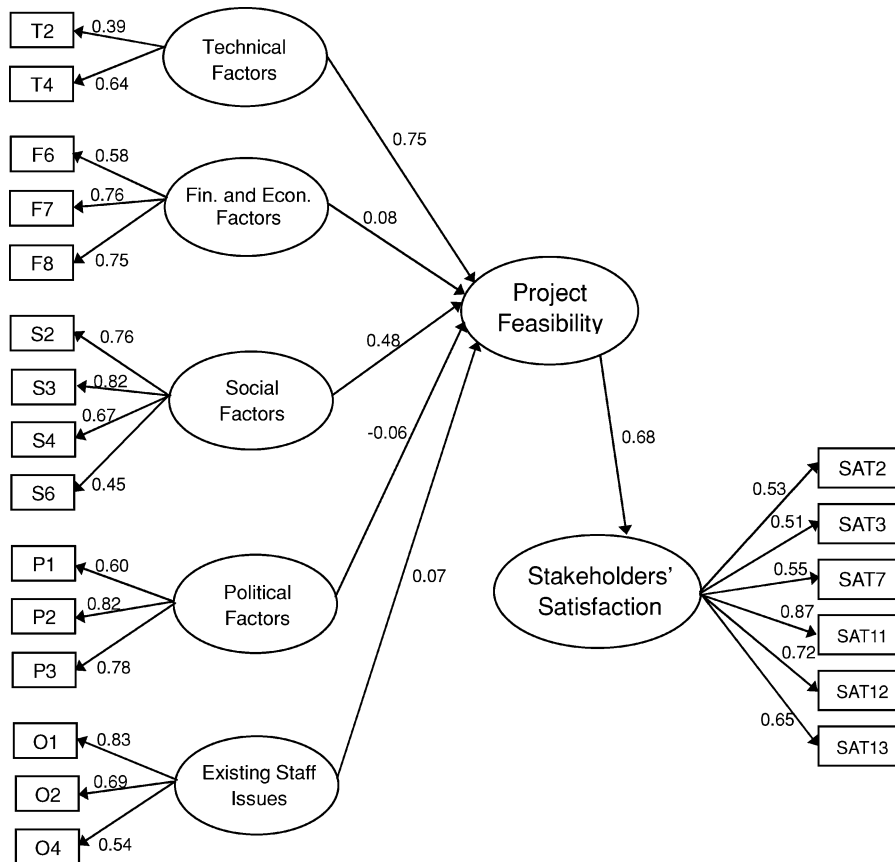 T2
0.39
T4
0.64
Technical
Factors
0.75
F6
0.58
F7
0.76
F8
0.75
Fin. and Econ.
Factors
0.08
Project
Feasibility
S2
0.76
S3
0.82
S4
0.67
S6
0.45
Social
Factors
0.48
-0.06
0.68
P1
0.60
P2
0.82
P3
0.78
Political
Factors
0.07
Stakeholders'
Satisfaction
0.53
SAT2
0.51
SAT3
0.55
SAT7
0.87
SAT11
0.72
SAT12
0.65
SAT13
O1
0.83
O2
0.69
O4
0.54
Existing Staff
Issues